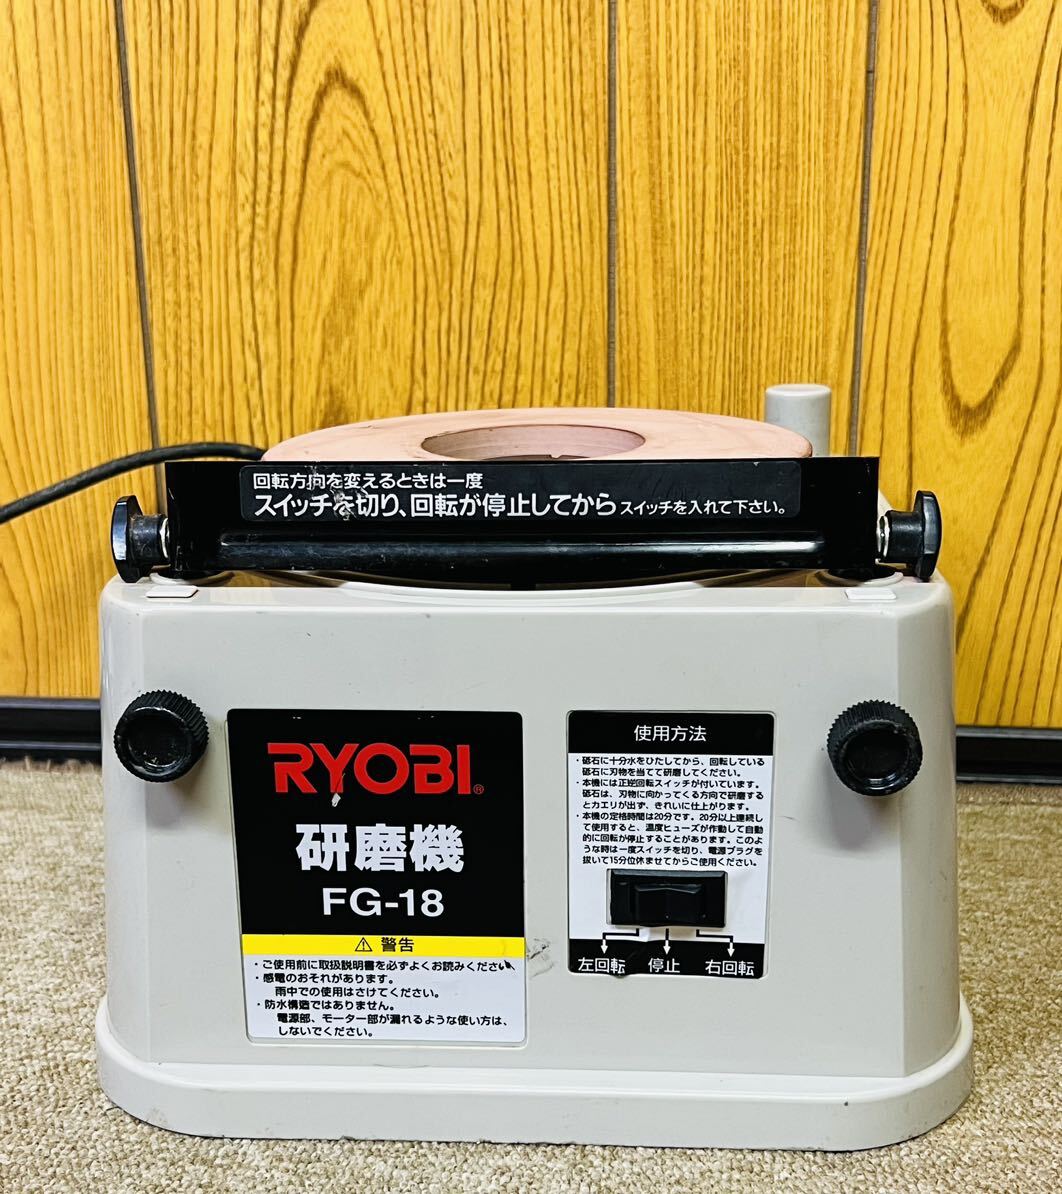 回転方向を変えるときは一度
スイッチを切り、回転が停止してからスイッチを入れて下さい。
RYOBI®
研磨機
FG-18
⚠ 警告
・ご使用前に取扱説明書を必ずよくお読みくださ
・感電のおそれがあります。
雨中での使用はさけてください。
・防水構造ではありません。
電源部、モーター部が漏れるような使い方は、
しないでください。
使用方法
・砥石に十分水をひたしてから、回転している
砥石に刃物を当てて研磨してください。
・本機には正逆回転スイッチが付いています。
砥石は、刃物に向かってくる方向で研磨する
とカエリが出ず、きれいに仕上がります。
・本機の定格時間は20分です。20分以上連続し
て使用すると、温度ヒューズが作動して自動
的に回転が停止することがあります。このよ
うな時は一度スイッチを切り、電源プラグを
抜いて15分位休ませてからご使用ください。
左回転 停止 右回転